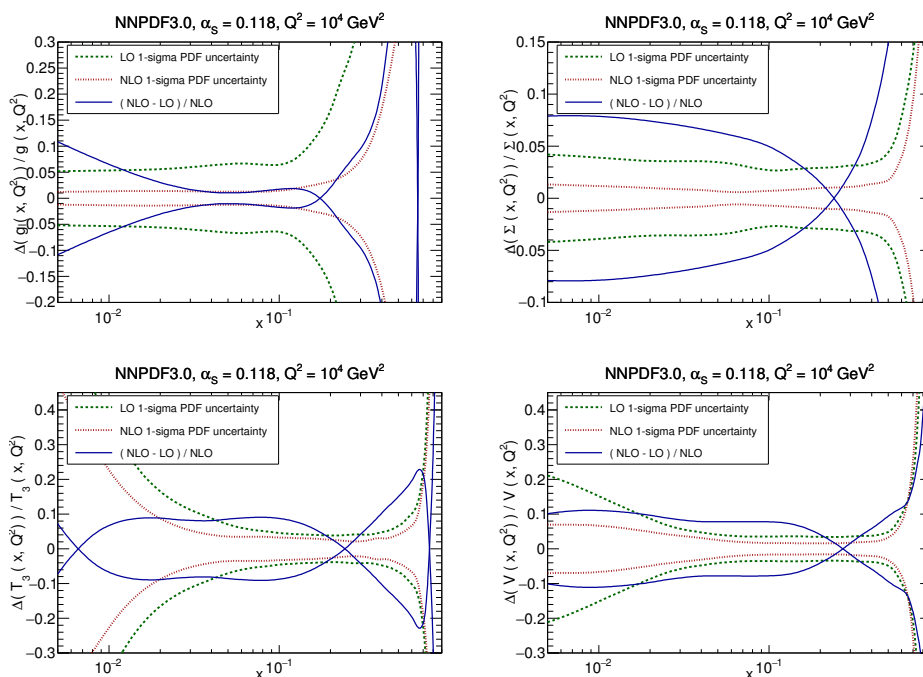 NNPDF3.0, α_S = 0.118, Q² = 10⁴ GeV²
LO 1-sigma PDF uncertainty
NLO 1-sigma PDF uncertainty
( NLO - LO ) / NLO
Δ( g( x, Q²) ) / g ( x, Q²)
0.3
0.25
0.2
0.15
0.1
0.05
0
−0.05
−0.1
−0.15
−0.2
10⁻²
x
10⁻¹
NNPDF3.0, α_S = 0.118, Q² = 10⁴ GeV²
LO 1-sigma PDF uncertainty
NLO 1-sigma PDF uncertainty
( NLO - LO ) / NLO
Δ( Σ( x, Q²) ) / Σ ( x, Q²)
0.15
0.1
0.05
0
−0.05
−0.1
10⁻²
x
10⁻¹
NNPDF3.0, α_S = 0.118, Q² = 10⁴ GeV²
LO 1-sigma PDF uncertainty
NLO 1-sigma PDF uncertainty
( NLO - LO ) / NLO
Δ( T₃( x, Q²) ) / T₃ ( x, Q²)
0.4
0.3
0.2
0.1
0
−0.1
−0.2
−0.3
10⁻²
x
10⁻¹
NNPDF3.0, α_S = 0.118, Q² = 10⁴ GeV²
LO 1-sigma PDF uncertainty
NLO 1-sigma PDF uncertainty
( NLO - LO ) / NLO
Δ( V( x, Q²) ) / V ( x, Q²)
0.4
0.3
0.2
0.1
0
−0.1
−0.2
−0.3
10⁻²
x
10⁻¹